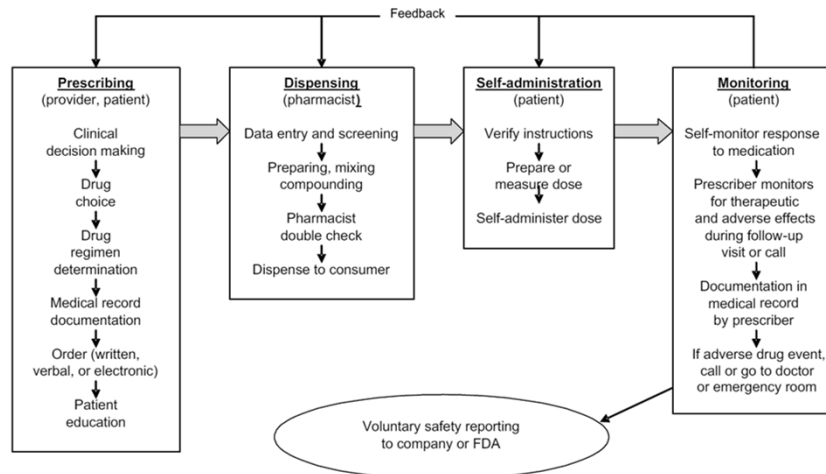 Feedback
Prescribing
(provider, patient)
Clinical
decision making
Drug
choice
Drug
regimen
determination
Medical record
documentation
Order (written,
verbal, or electronic)
Patient
education
Dispensing
(pharmacist)
Data entry and screening
Preparing, mixing
compounding
Pharmacist
double check
Dispense to consumer
Self-administration
(patient)
Verify instructions
Prepare or
measure dose
Self-administer dose
Monitoring
(patient)
Self-monitor response
to medication
Prescriber monitors
for therapeutic
and adverse effects
during follow-up
visit or call
Documentation in
medical record
by prescriber
If adverse drug event,
call or go to doctor
or emergency room
Voluntary safety reporting
to company or FDA